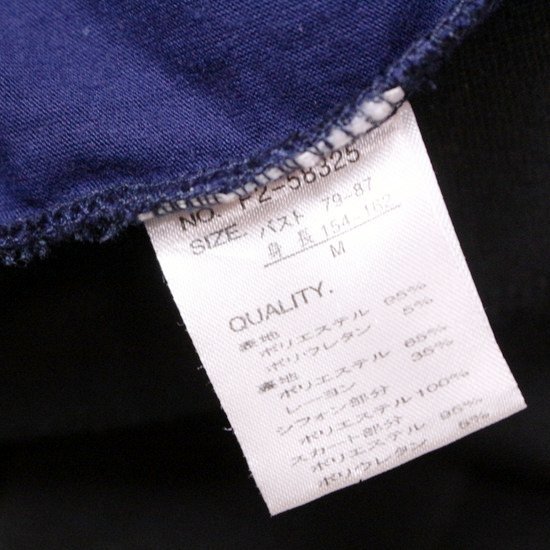 NO. F2-58325
SIZE. バスト 79-87
身長 154-162
M
QUALITY.
表地
ポリエステル 95%
ポリウレタン 5%
表地
ポリエステル 65%
レーヨン 35%
シフォン部分
ポリエステル 100%
スカート部分
ポリエステル 95%
ポリウレタン 5%